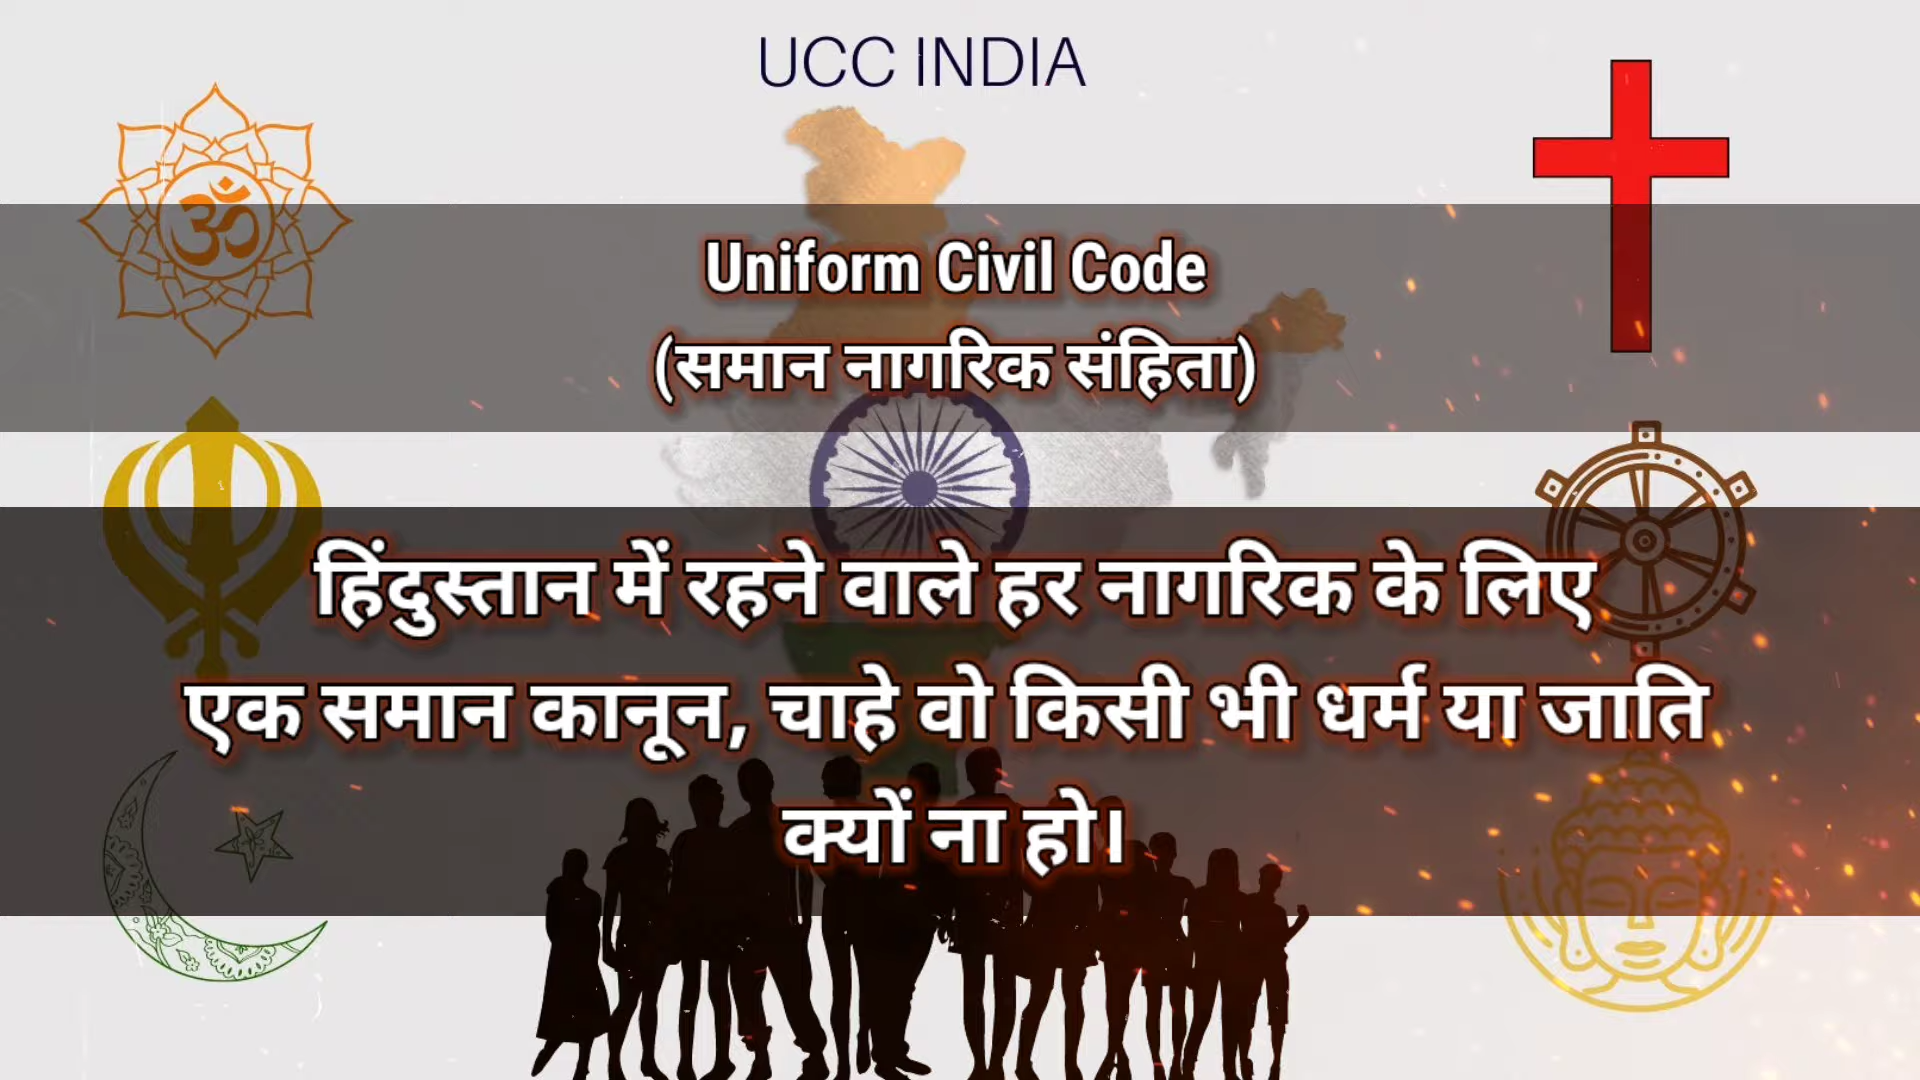 UCC INDIA
Uniform Civil Code
(समान नागरिक संहिता)
हिंदुस्तान में रहने वाले हर नागरिक के लिए
एक समान कानून, चाहे वो किसी भी धर्म या जाति
क्यों ना हो।
ॐ